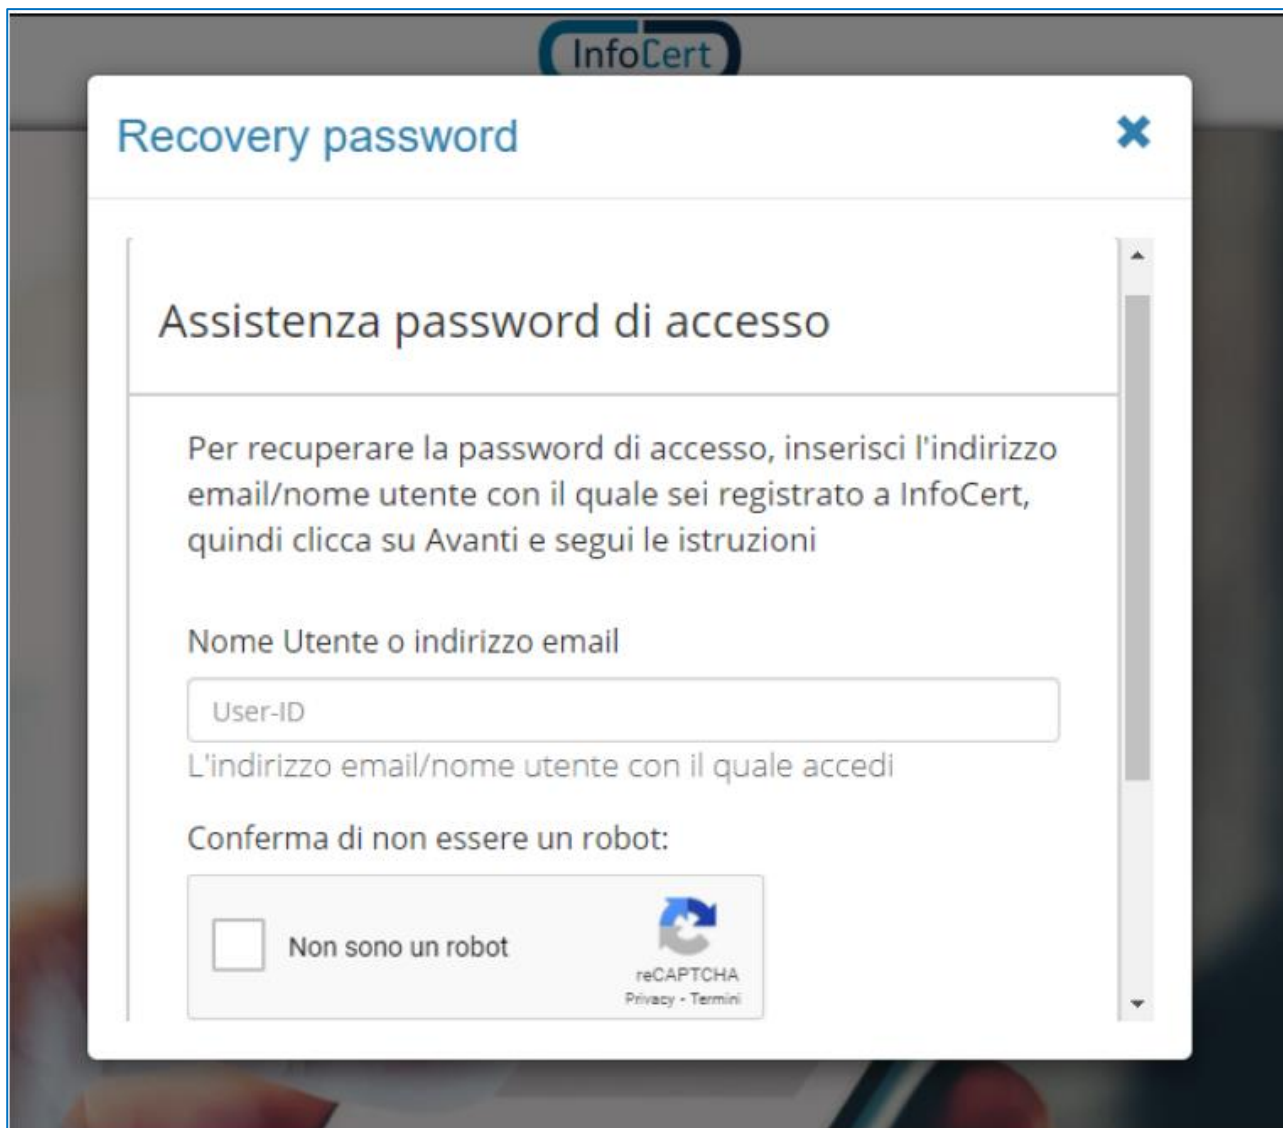 InfoCert
Recovery password
Assistenza password di accesso
Per recuperare la password di accesso, inserisci l'indirizzo
email/nome utente con il quale sei registrato a InfoCert,
quindi clicca su Avanti e segui le istruzioni
Nome Utente o indirizzo email
User-ID
L'indirizzo email/nome utente con il quale accedi
Conferma di non essere un robot:
Non sono un robot
reCAPTCHA
Privacy - Termini